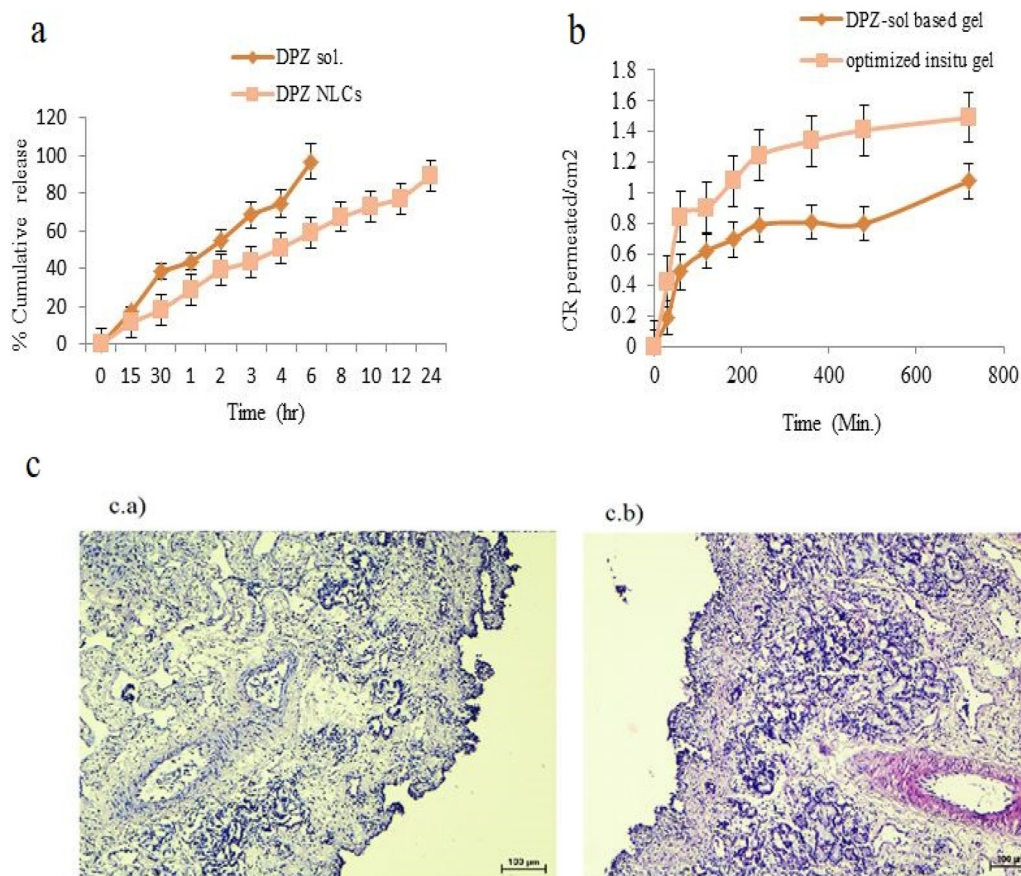 a
DPZ sol.
DPZ NLCs
120
100
80
60
40
20
0
% Cumulative release
0 15 30 1 2 3 4 6 8 10 12 24
Time (hr)
b
DPZ-sol based gel
optimized insitu gel
1.8
1.6
1.4
1.2
1
0.8
0.6
0.4
0.2
0
CR permeated/cm2
0 200 400 600 800
Time (Min.)
c
c.a)
100 µm
c.b)
100 µm